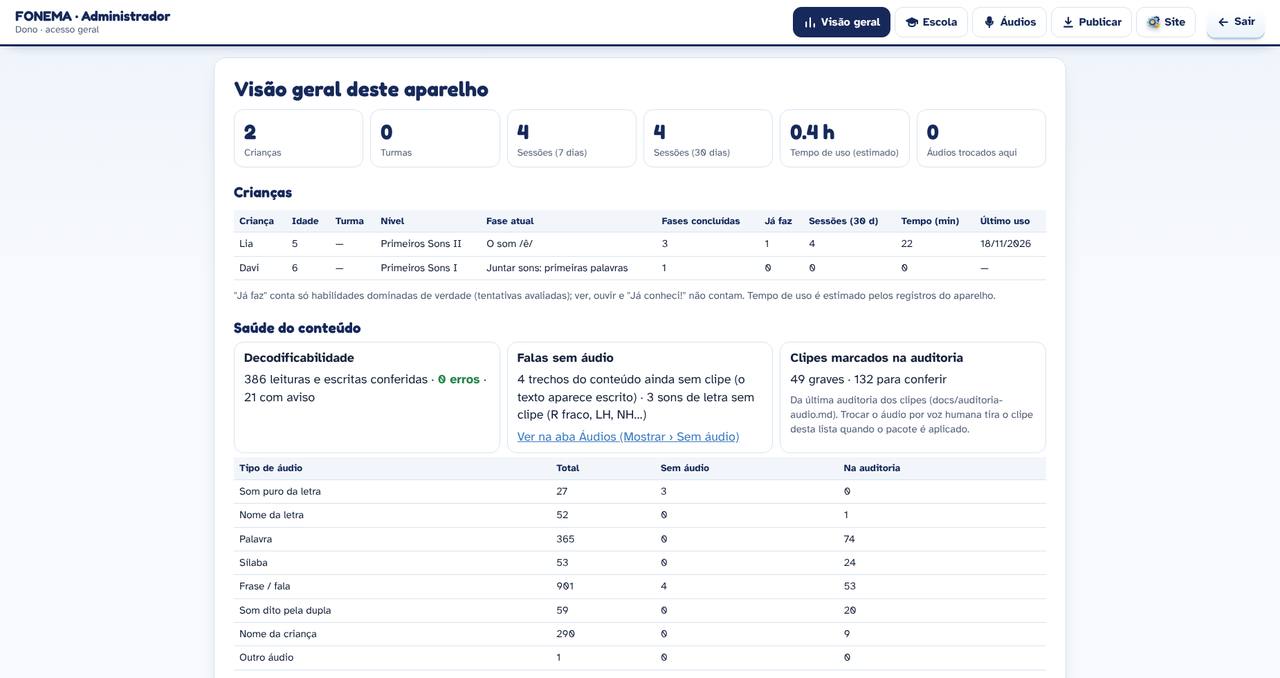 FONEMA · Administrador
Dono · acesso geral
Visão geral
Escola
Áudios
Publicar
Site
← Sair
Visão geral deste aparelho
2
Crianças
0
Turmas
4
Sessões (7 dias)
4
Sessões (30 dias)
0.4 h
Tempo de uso (estimado)
0
Áudios trocados aqui
Crianças
Criança Idade Turma Nível Fase atual Fases concluídas Já faz Sessões (30 d) Tempo (min) Último uso
Lia 5 — Primeiros Sons II O som /ê/ 3 1 4 22 18/11/2026
Davi 6 — Primeiros Sons I Juntar sons: primeiras palavras 1 0 0 0 —
"Já faz" conta só habilidades dominadas de verdade (tentativas avaliadas); ver, ouvir e "Já conheci!" não contam. Tempo de uso é estimado pelos registros do aparelho.
Saúde do conteúdo
Decodificabilidade
386 leituras e escritas conferidas · 0 erros ·
21 com aviso
Falas sem áudio
4 trechos do conteúdo ainda sem clipe (o
texto aparece escrito) · 3 sons de letra sem
clipe (R fraco, LH, NH…)
Ver na aba Áudios (Mostrar › Sem áudio)
Clipes marcados na auditoria
49 graves · 132 para conferir
Da última auditoria dos clipes (docs/auditoria-
audio.md). Trocar o áudio por voz humana tira o clipe
desta lista quando o pacote é aplicado.
Tipo de áudio Total Sem áudio Na auditoria
Som puro da letra 27 3 0
Nome da letra 52 0 1
Palavra 365 0 74
Sílaba 53 0 24
Frase / fala 901 4 53
Som dito pela dupla 59 0 20
Nome da criança 290 0 9
Outro áudio 1 0 0